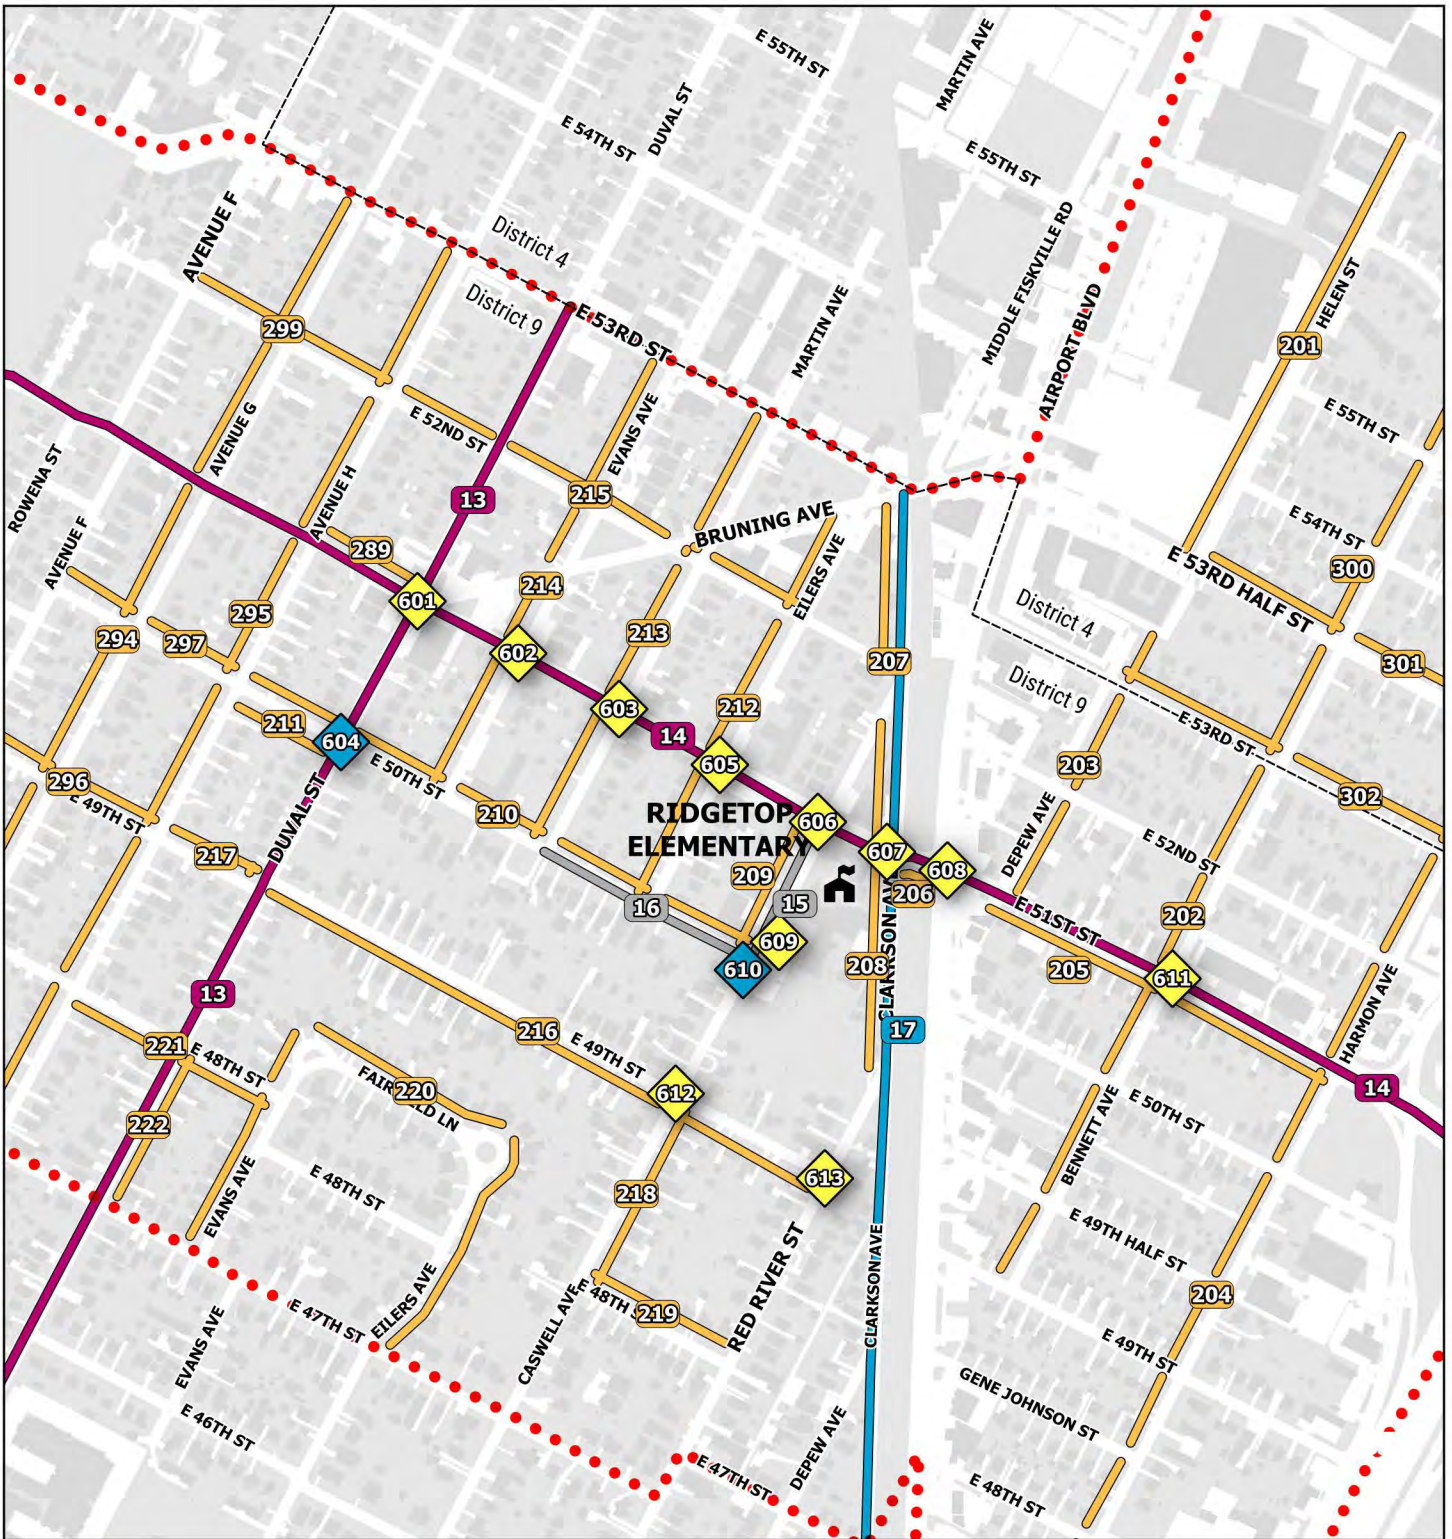 E 55TH ST
MARTIN AVE
DUVAL ST
E 54TH ST
E 55TH ST
AVENUE F
District 4
MIDDLE FISKVILLE RD
District 9
E 53RD ST
MARTIN AVE
AIRPORT BLVD
HELEN ST
299
201
AVENUE G
E 52ND ST
EVANS AVE
E 55TH ST
ROWENA ST
AVENUE H
13
215
BRUNING AVE
E 54TH ST
AVENUE F
289
214
EILERS AVE
E 53RD HALF ST
300
601
295
District 4
294
297
602
213
207
301
District 9
211
604
603
14
212
E 53RD ST
296
E 49TH ST
E 50TH ST
605
203
302
DUVAL ST
210
RIDGETOP
ELEMENTARY
606
DEPEW AVE
E 52ND ST
217
607
608
209
206
16
15
202
E 51ST ST
609
610
208
CLARKSON AVE
205
611
13
HARMON AVE
17
216
221
E 48TH ST
E 49TH ST
FAIRFIELD LN
220
612
14
222
E 50TH ST
BENNETT AVE
EVANS AVE
E 48TH ST
218
613
E 49TH HALF ST
RED RIVER ST
CLARKSON AVE
E 47TH ST
EILERS AVE
CASWELL AVE
E 48TH ST
219
204
EVANS AVE
E 49TH ST
E 46TH ST
GENE JOHNSON ST
DEPEW AVE
E 47TH ST
E 48TH ST